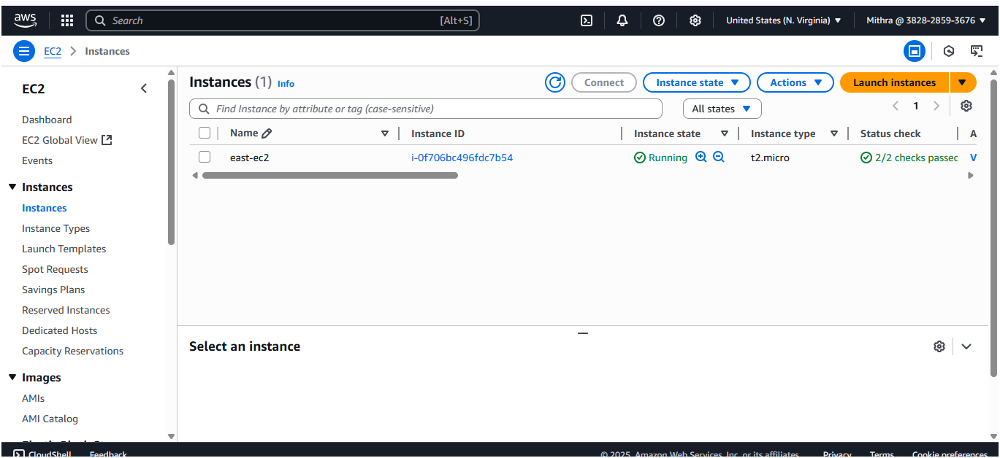 aws Search [Alt+S] United States (N. Virginia) Mithra @ 3828-2859-3676
EC2 Instances
EC2
Dashboard
EC2 Global View
Events
Instances
Instances
Instance Types
Launch Templates
Spot Requests
Savings Plans
Reserved Instances
Dedicated Hosts
Capacity Reservations
Images
AMIs
AMI Catalog
Instances (1) Info Connect Instance state Actions Launch instances
Find Instance by attribute or tag (case-sensitive) All states 1
Name Instance ID Instance state Instance type Status check A
east-ec2 i-0f706bc496fdc7b54 Running t2.micro 2/2 checks passec V
Select an instance
CloudShell Feedback © 2025, Amazon Web Services, Inc. or its affiliates. Privacy Terms Cookie preferences